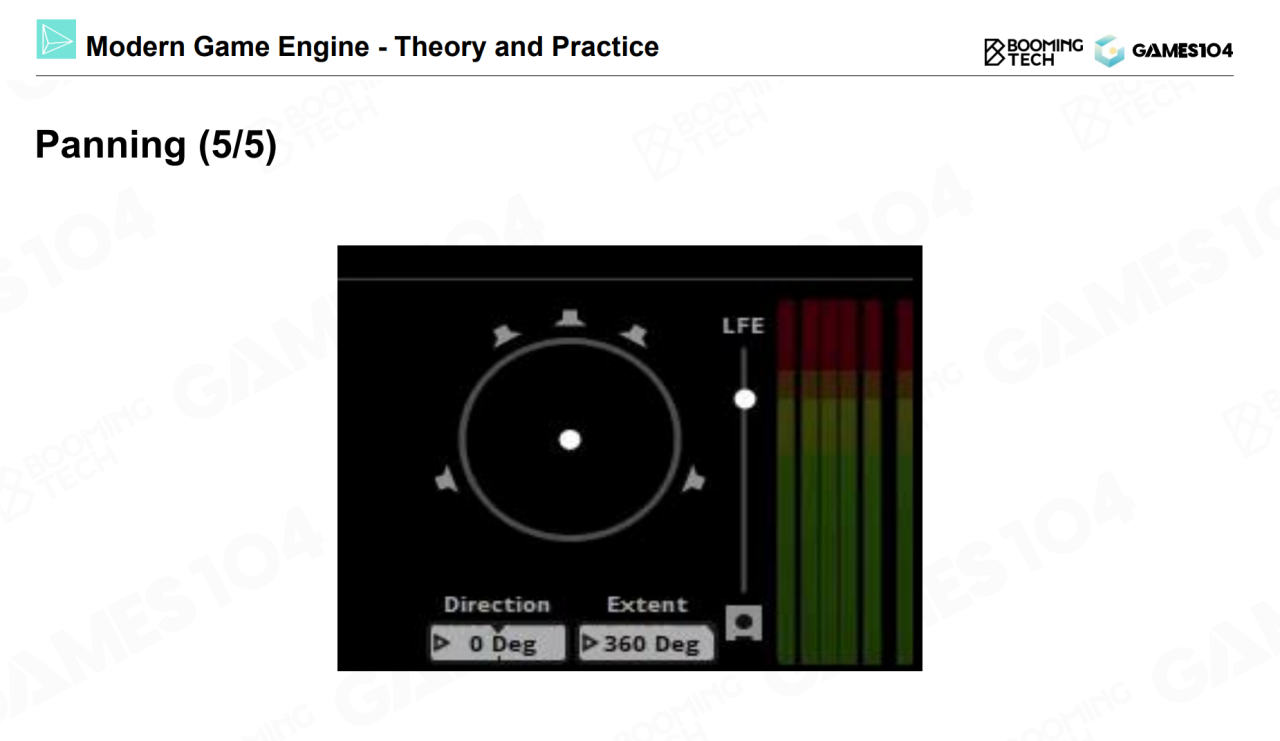 Modern Game Engine - Theory and Practice
BOOMING
TECH
GAMES104
Panning (5/5)
LFE
Direction
Extent
0 Deg
360 Deg